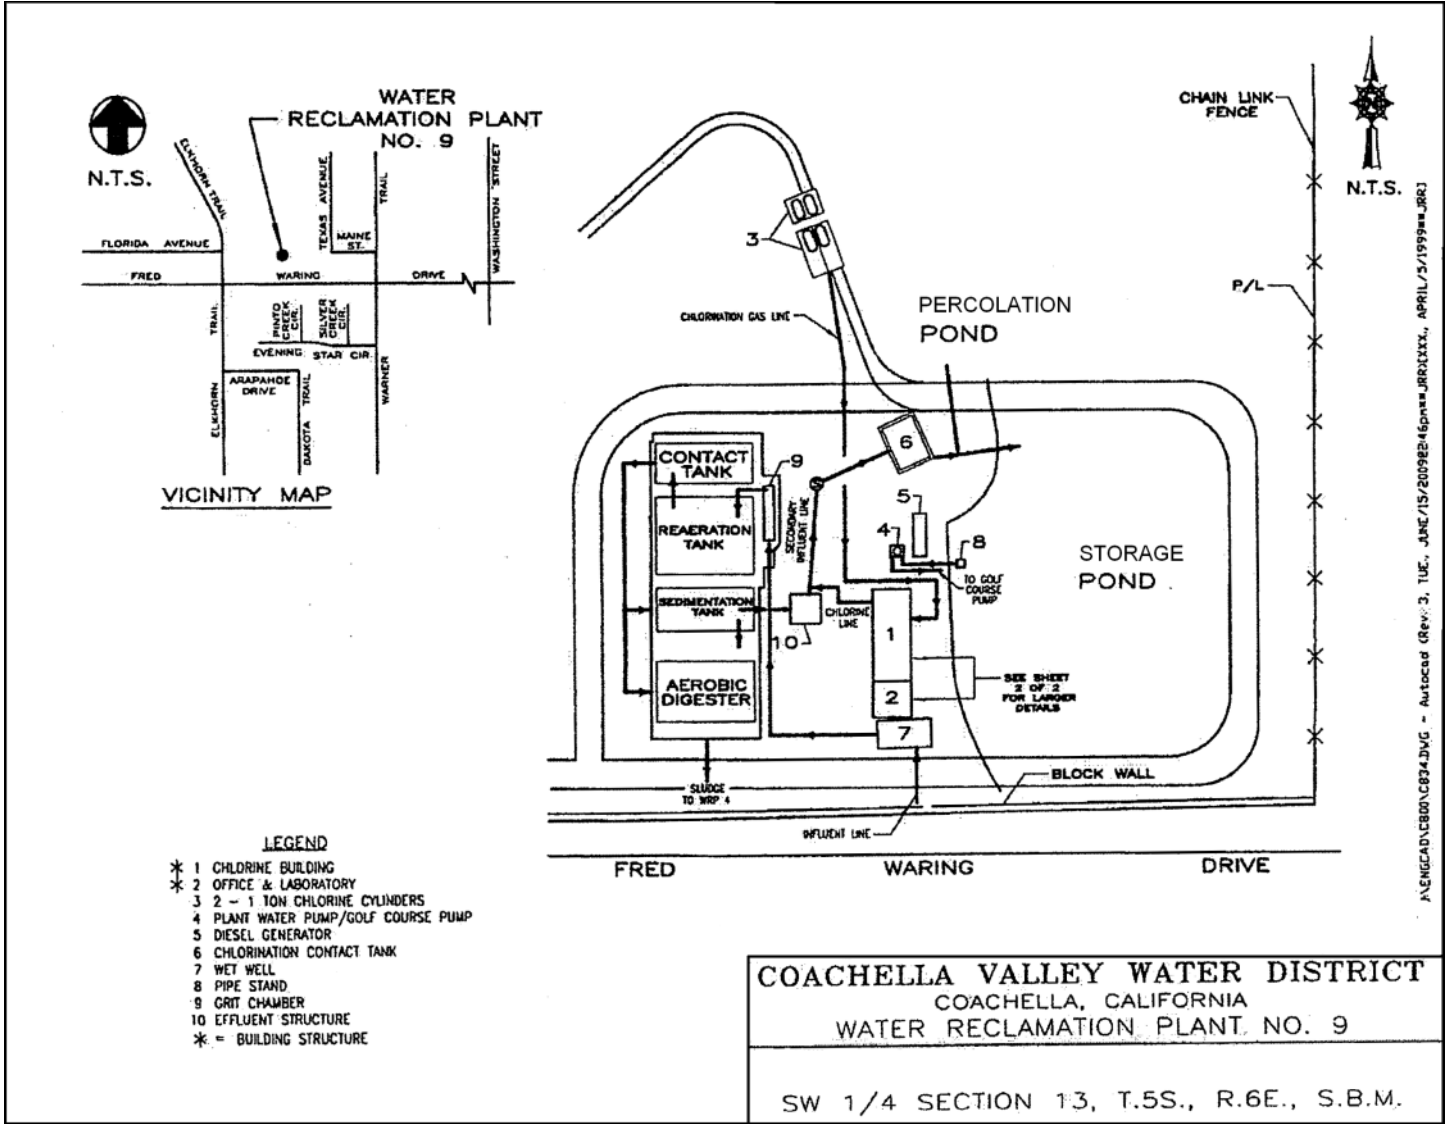 WATER
RECLAMATION PLANT
NO. 9
N.T.S.
ELKHORN TRAIL
TEXAS AVENUE
TRAIL
WASHINGTON STREET
MAINE
ST.
FLORIDA AVENUE
FRED
WARING
DRIVE
TRAIL
PINTO
CREEK
CIR.
SILVER
CREEK
CIR.
EVENING
STAR CIR.
ARAPAHOE
DRIVE
ELKHORN
DAKOTA TRAIL
WARNER
VICINITY MAP
CHAIN LINK
FENCE
N
N.T.S.
P/L
3
CHLORINATION GAS LINE
PERCOLATION
POND
6
CONTACT
TANK
9
S
REAERATION
TANK
SECONDARY
INFLUENT LINE
5
4
8
STORAGE
POND
TO GOLF
COURSE
PUMP
SEDIMENTATION
TANK
CHLORINE
LINE
10
1
AEROBIC
DIGESTER
2
SEE SHEET
2 OF 2
FOR LARGER
DETAILS
7
BLOCK WALL
SLUDGE
TO WRP 4
INFLUENT LINE
FRED
WARING
DRIVE
LEGEND
* 1 CHLORINE BUILDING
* 2 OFFICE & LABORATORY
3 2 - 1 TON CHLORINE CYLINDERS
4 PLANT WATER PUMP/GOLF COURSE PUMP
5 DIESEL GENERATOR
6 CHLORINATION CONTACT TANK
7 WET WELL
8 PIPE STAND
9 GRIT CHAMBER
10 EFFLUENT STRUCTURE
* = BUILDING STRUCTURE
COACHELLA VALLEY WATER DISTRICT
COACHELLA, CALIFORNIA
WATER RECLAMATION PLANT NO. 9
SW 1/4 SECTION 13, T.5S., R.6E., S.B.M.
- Autocad (Rev. 3, TUE., APRIL/5/1999